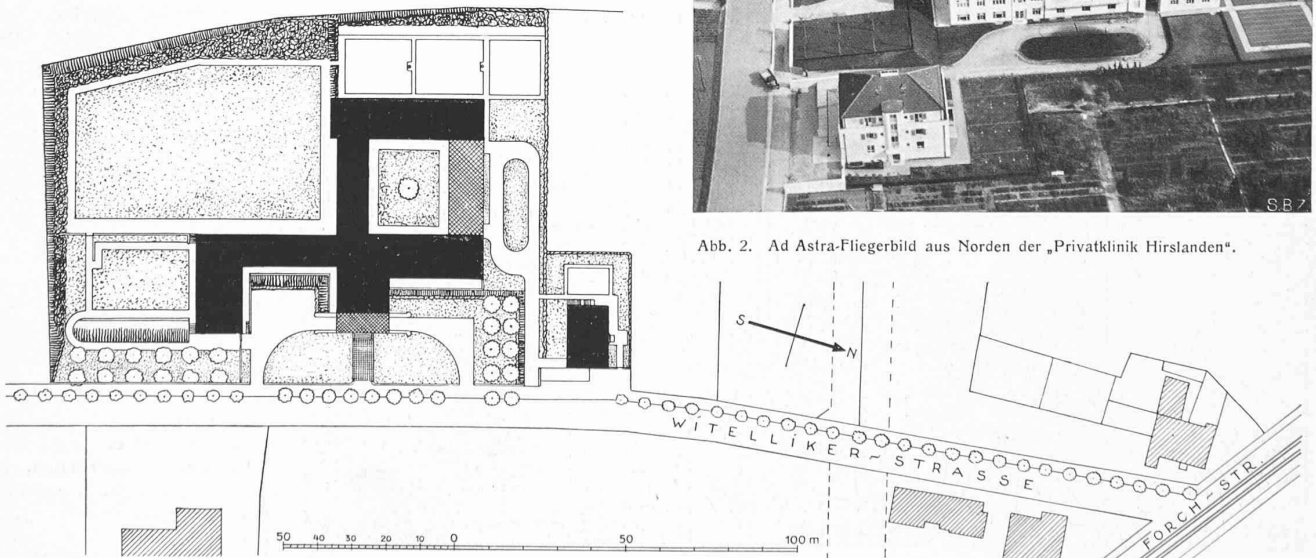 S.B 7
Abb. 2. Ad Astra-Fliegerbild aus Norden der „Privatklinik Hirslanden“.
S
N
WITELLIKER~STRASSE
FORCH~STR.
50 40 30 20 10 0 50 100 m